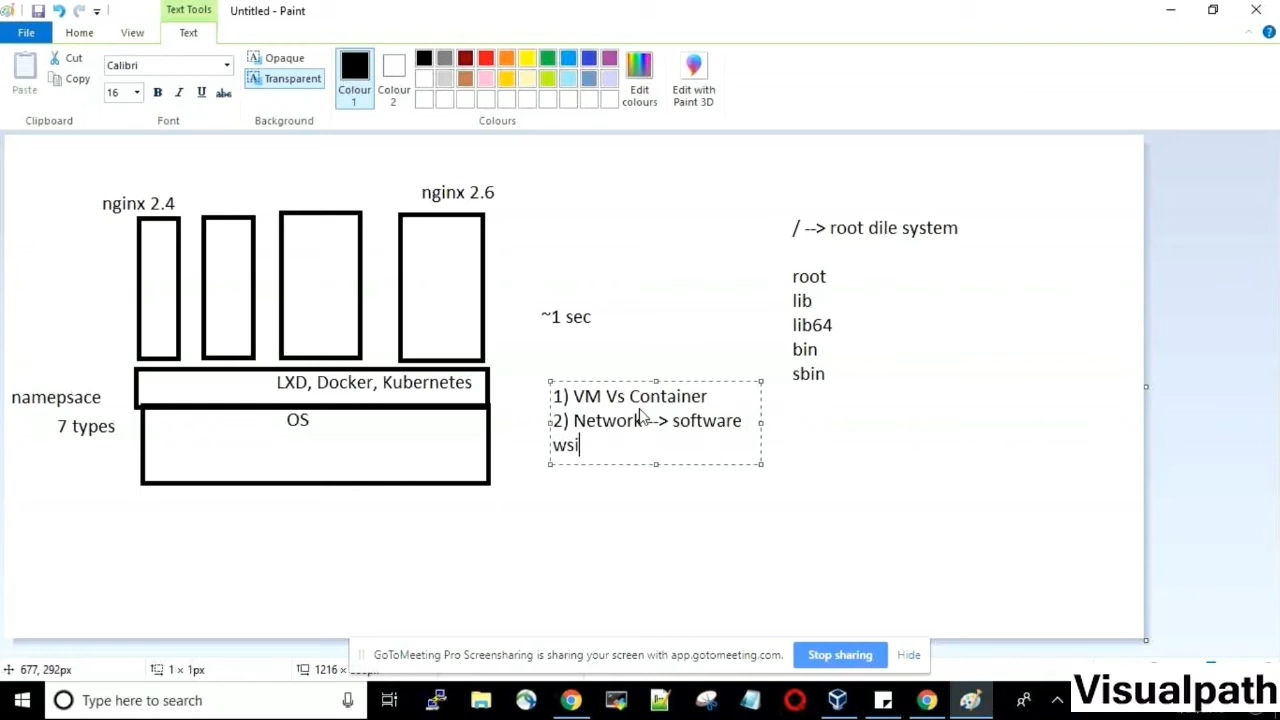 Text Tools
Untitled - Paint
File
Home
View
Text
Paste
Cut
Copy
Clipboard
Calibri
16
B I U abc
Font
Opaque
Transparent
Background
Colour 1
Colour 2
Edit colours
Edit with Paint 3D
Colours
nginx 2.4
nginx 2.6
/ --> root dile system
root
lib
lib64
bin
sbin
~1 sec
LXD, Docker, Kubernetes
namepsace
7 types
OS
1) VM Vs Container
2) Network --> software
wsi
GoToMeeting Pro Screensharing is sharing your screen with app.gotomeeting.com.
Stop sharing
Hide
677, 292px
1 × 1px
1216 ×
Type here to search
Visualpath